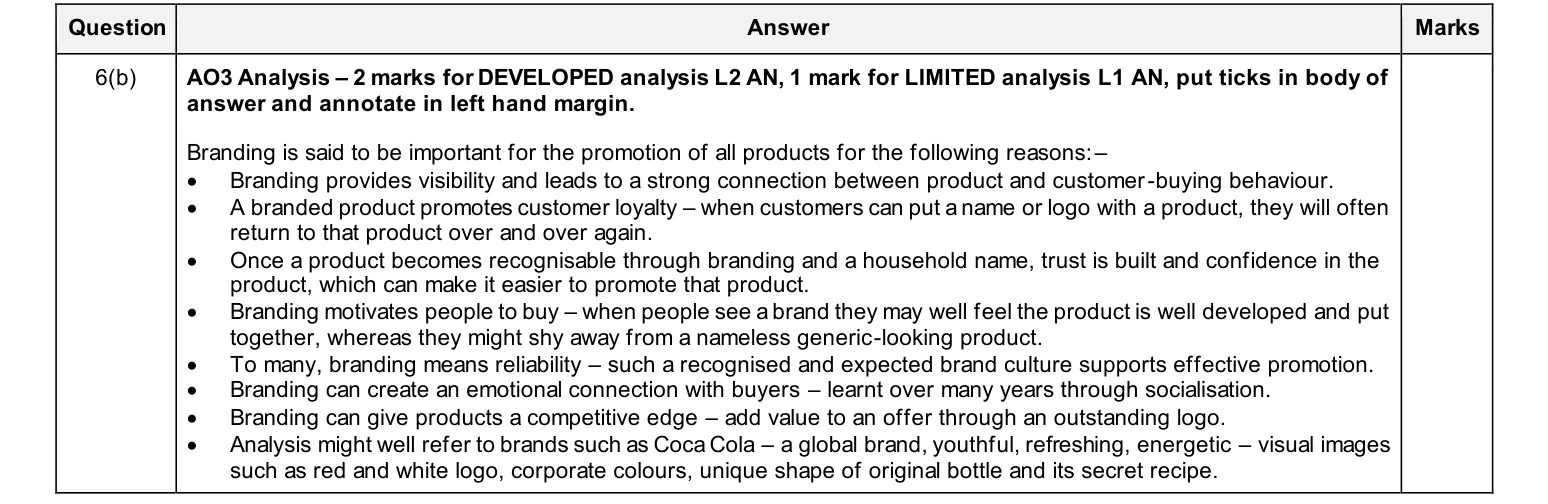 Question Answer Marks
6(b) AO3 Analysis – 2 marks for DEVELOPED analysis L2 AN, 1 mark for LIMITED analysis L1 AN, put ticks in body of
answer and annotate in left hand margin.
Branding is said to be important for the promotion of all products for the following reasons: –
• Branding provides visibility and leads to a strong connection between product and customer-buying behaviour.
• A branded product promotes customer loyalty – when customers can put a name or logo with a product, they will often
return to that product over and over again.
• Once a product becomes recognisable through branding and a household name, trust is built and confidence in the
product, which can make it easier to promote that product.
• Branding motivates people to buy – when people see a brand they may well feel the product is well developed and put
together, whereas they might shy away from a nameless generic-looking product.
• To many, branding means reliability – such a recognised and expected brand culture supports effective promotion.
• Branding can create an emotional connection with buyers – learnt over many years through socialisation.
• Branding can give products a competitive edge – add value to an offer through an outstanding logo.
• Analysis might well refer to brands such as Coca Cola – a global brand, youthful, refreshing, energetic – visual images
such as red and white logo, corporate colours, unique shape of original bottle and its secret recipe.